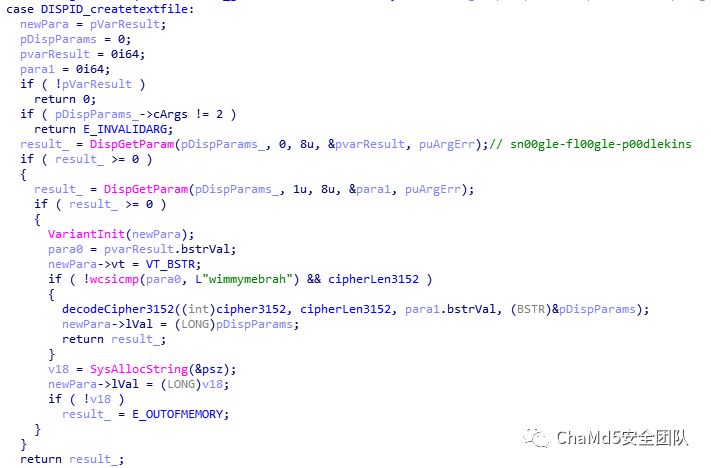 case DISPID_createtextfile:
newPara = pVarResult;
pDispParams = 0;
pvarResult = 0i64;
para1 = 0i64;
if ( !pVarResult )
return 0;
if ( pDispParams_->cArgs != 2 )
return E_INVALIDARG;
result_ = DispGetParam(pDispParams_, 0, 8u, &pvarResult, puArgErr);// sn00gle-fl00gle-p00dlekins
if ( result_ >= 0 )
{
result_ = DispGetParam(pDispParams_, 1u, 8u, &para1, puArgErr);
if ( result_ >= 0 )
{
VariantInit(newPara);
para0 = pvarResult.bstrVal;
newPara->vt = VT_BSTR;
if ( !wcsicmp(para0, L"wimmymebrah") && cipherLen3152 )
{
decodeCipher3152((int)cipher3152, cipherLen3152, para1.bstrVal, (BSTR)&pDispParams);
newPara->lVal = (LONG)pDispParams;
return result_;
}
v18 = SysAllocString(&psz);
newPara->lVal = (LONG)v18;
if ( !v18 )
result_ = E_OUTOFMEMORY;
}
}
return result_;
ChaMd5安全团队